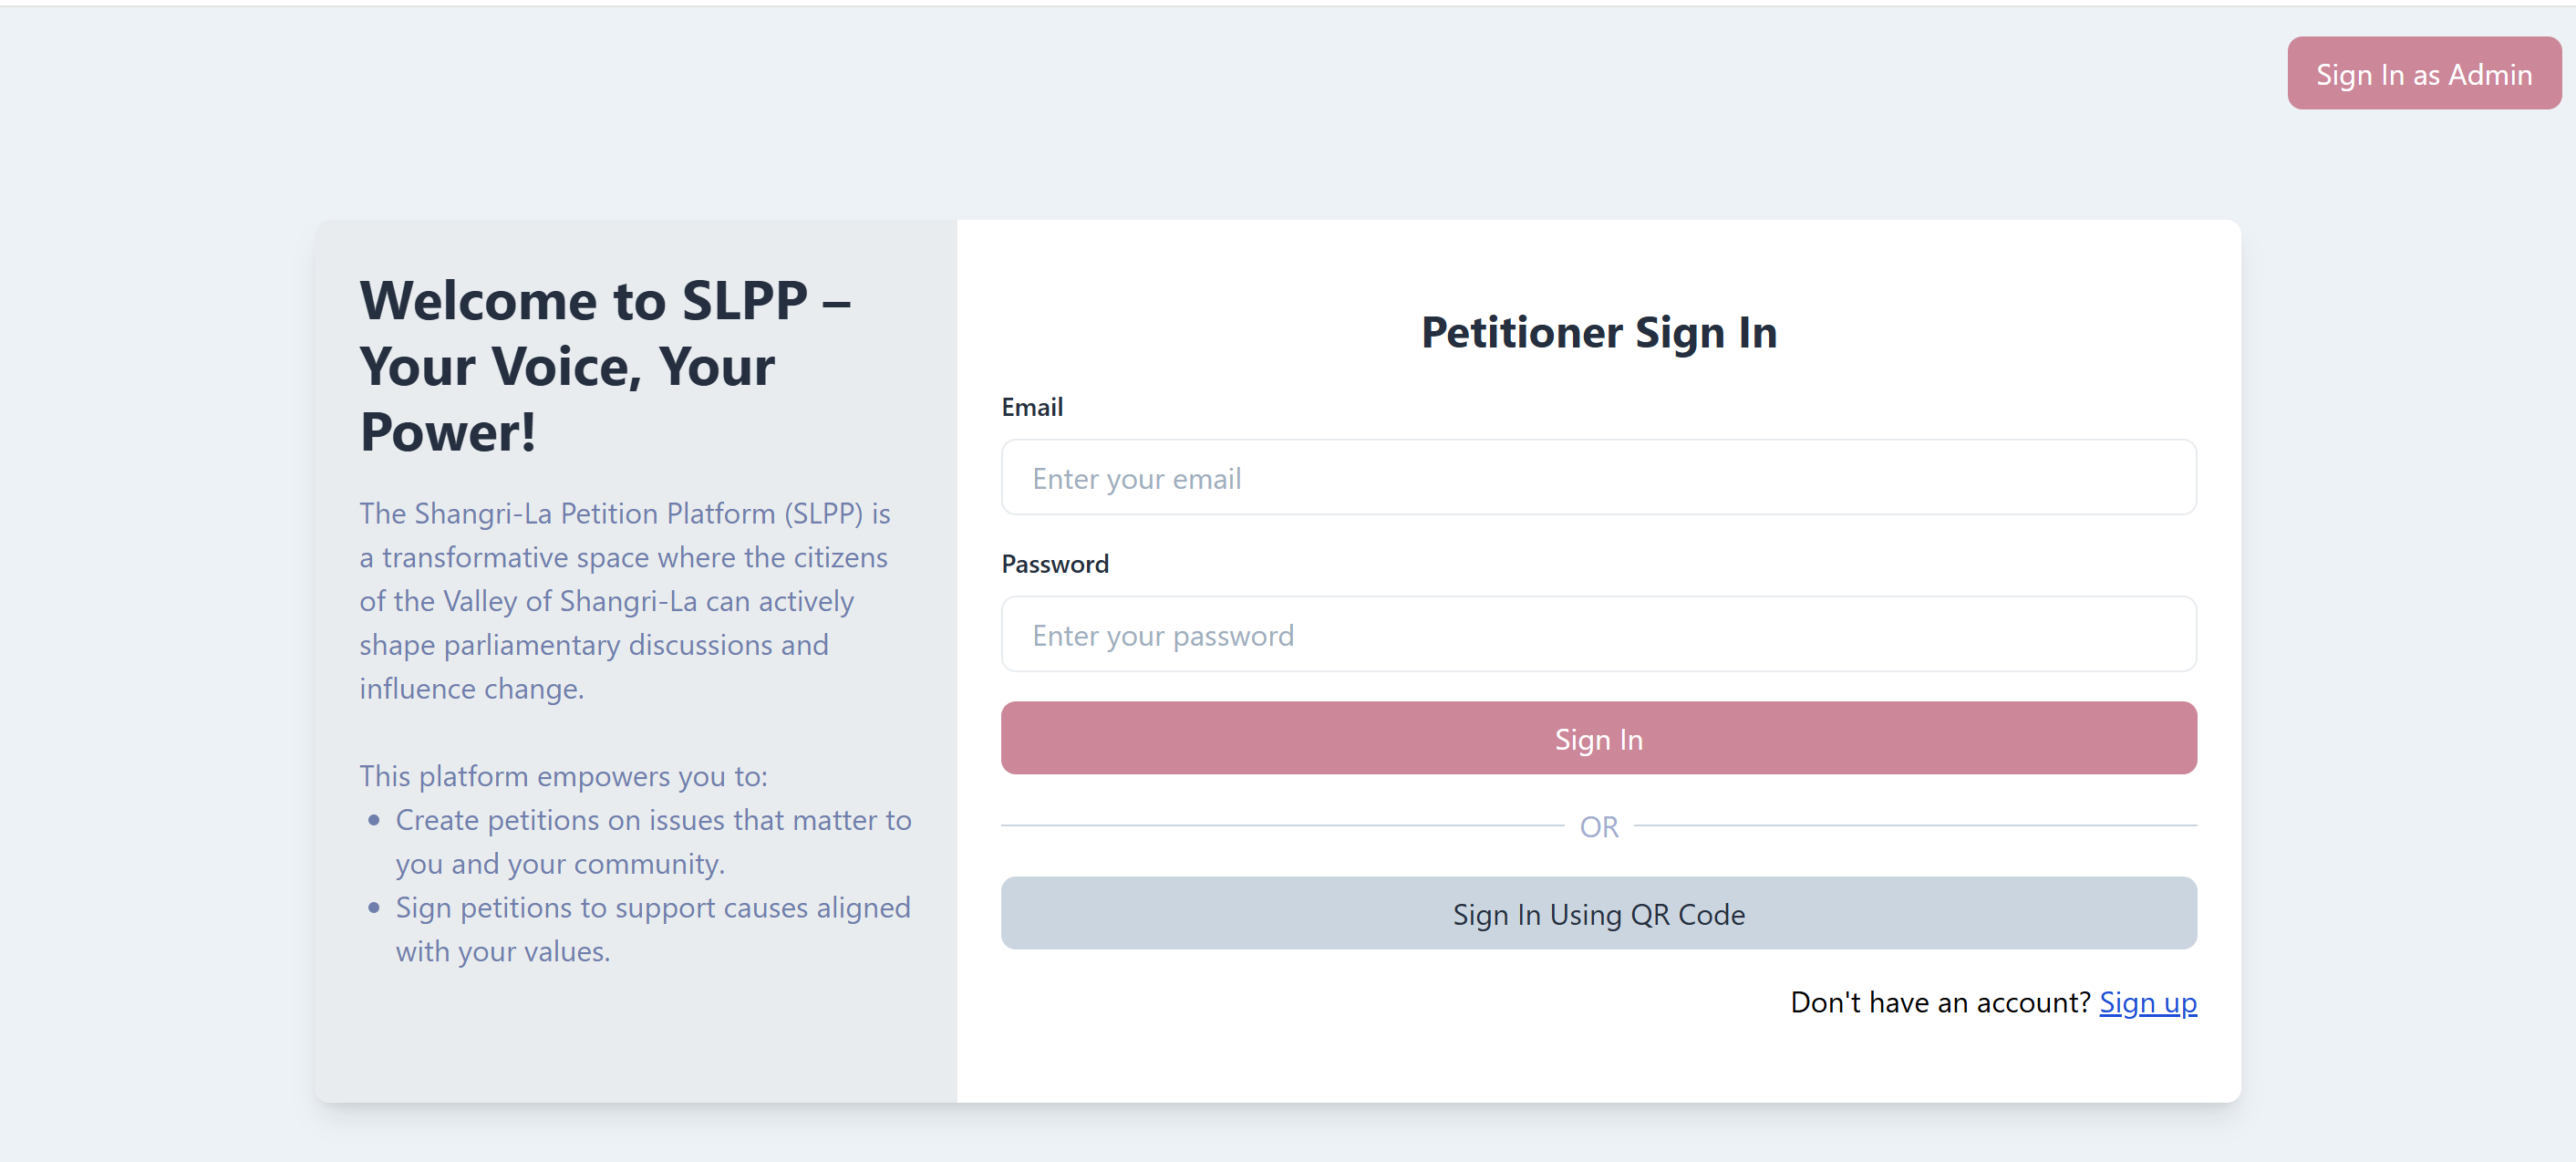 Sign In as Admin
Welcome to SLPP –
Your Voice, Your
Power!
The Shangri-La Petition Platform (SLPP) is
a transformative space where the citizens
of the Valley of Shangri-La can actively
shape parliamentary discussions and
influence change.
This platform empowers you to:
• Create petitions on issues that matter to
you and your community.
• Sign petitions to support causes aligned
with your values.
Petitioner Sign In
Email
Enter your email
Password
Enter your password
Sign In
OR
Sign In Using QR Code
Don't have an account? Sign up